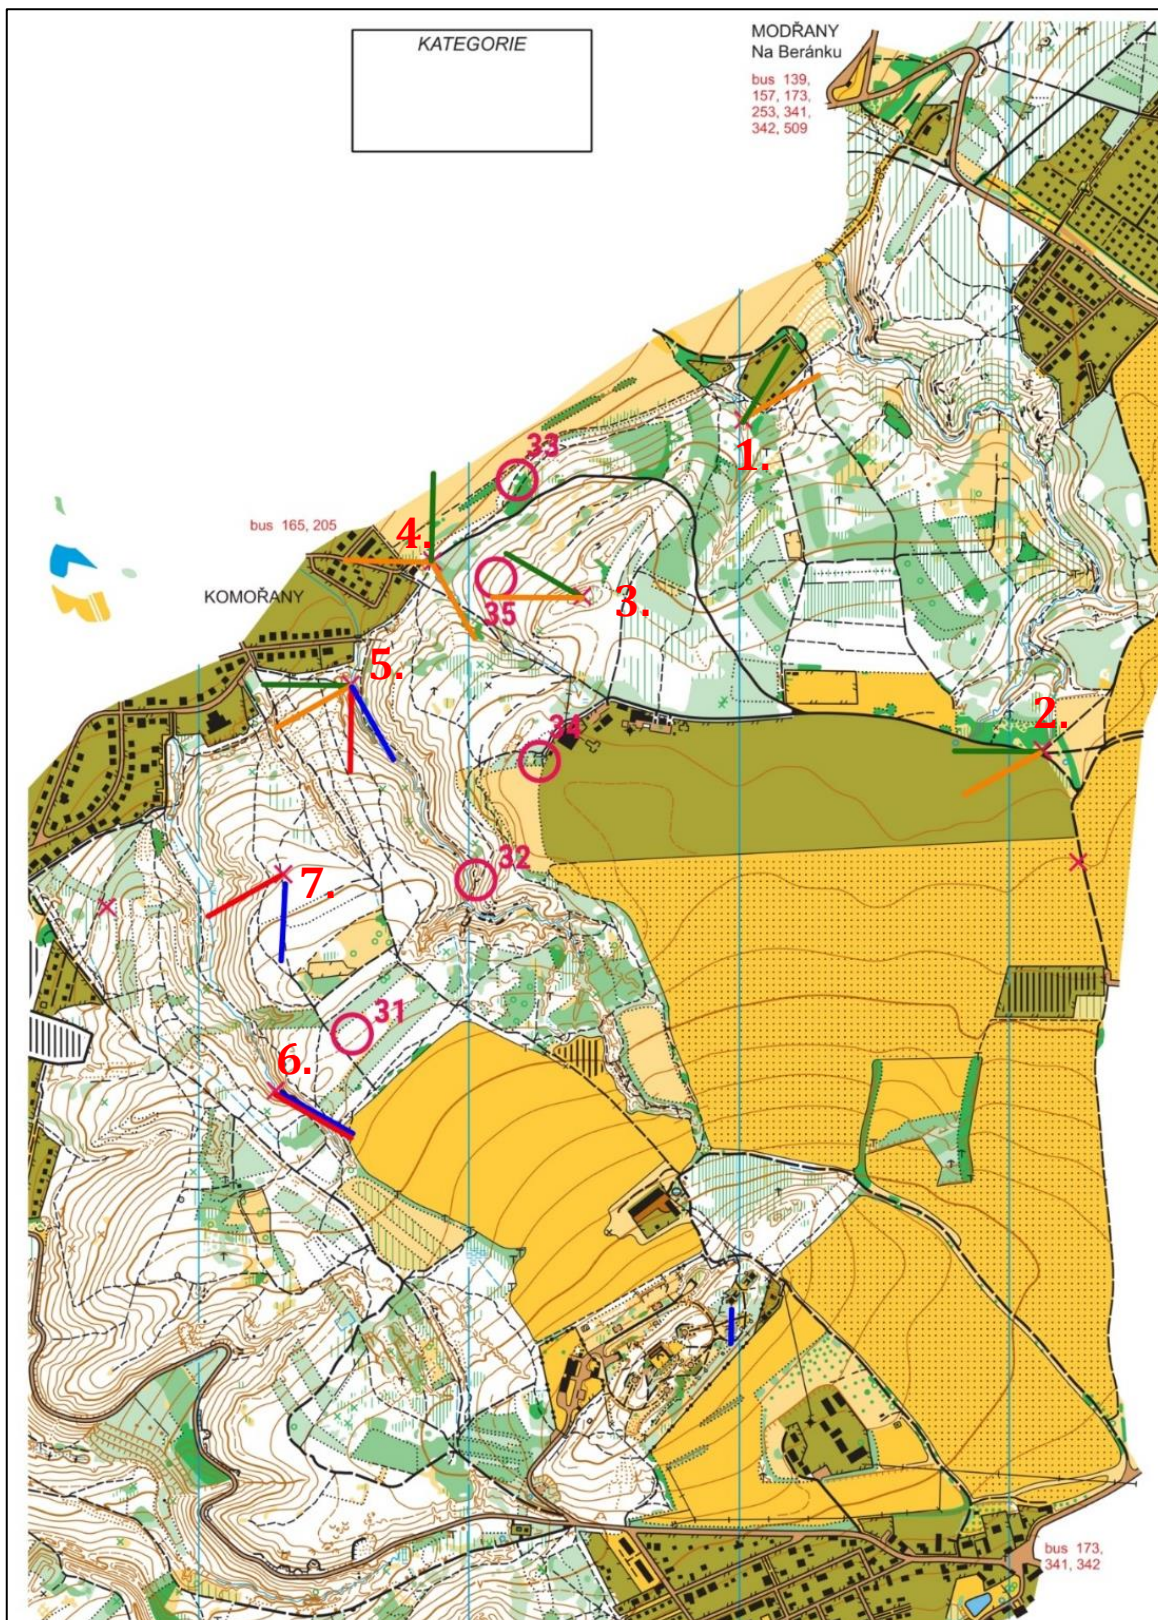 KATEGORIE
MODŘANY
Na Beránku
bus 139,
157, 173,
253, 341,
342, 509
33
1.
bus 165, 205
4.
KOMOŘANY
35
3.
5.
34
2.
32
7.
31
6.
bus 173,
341, 342